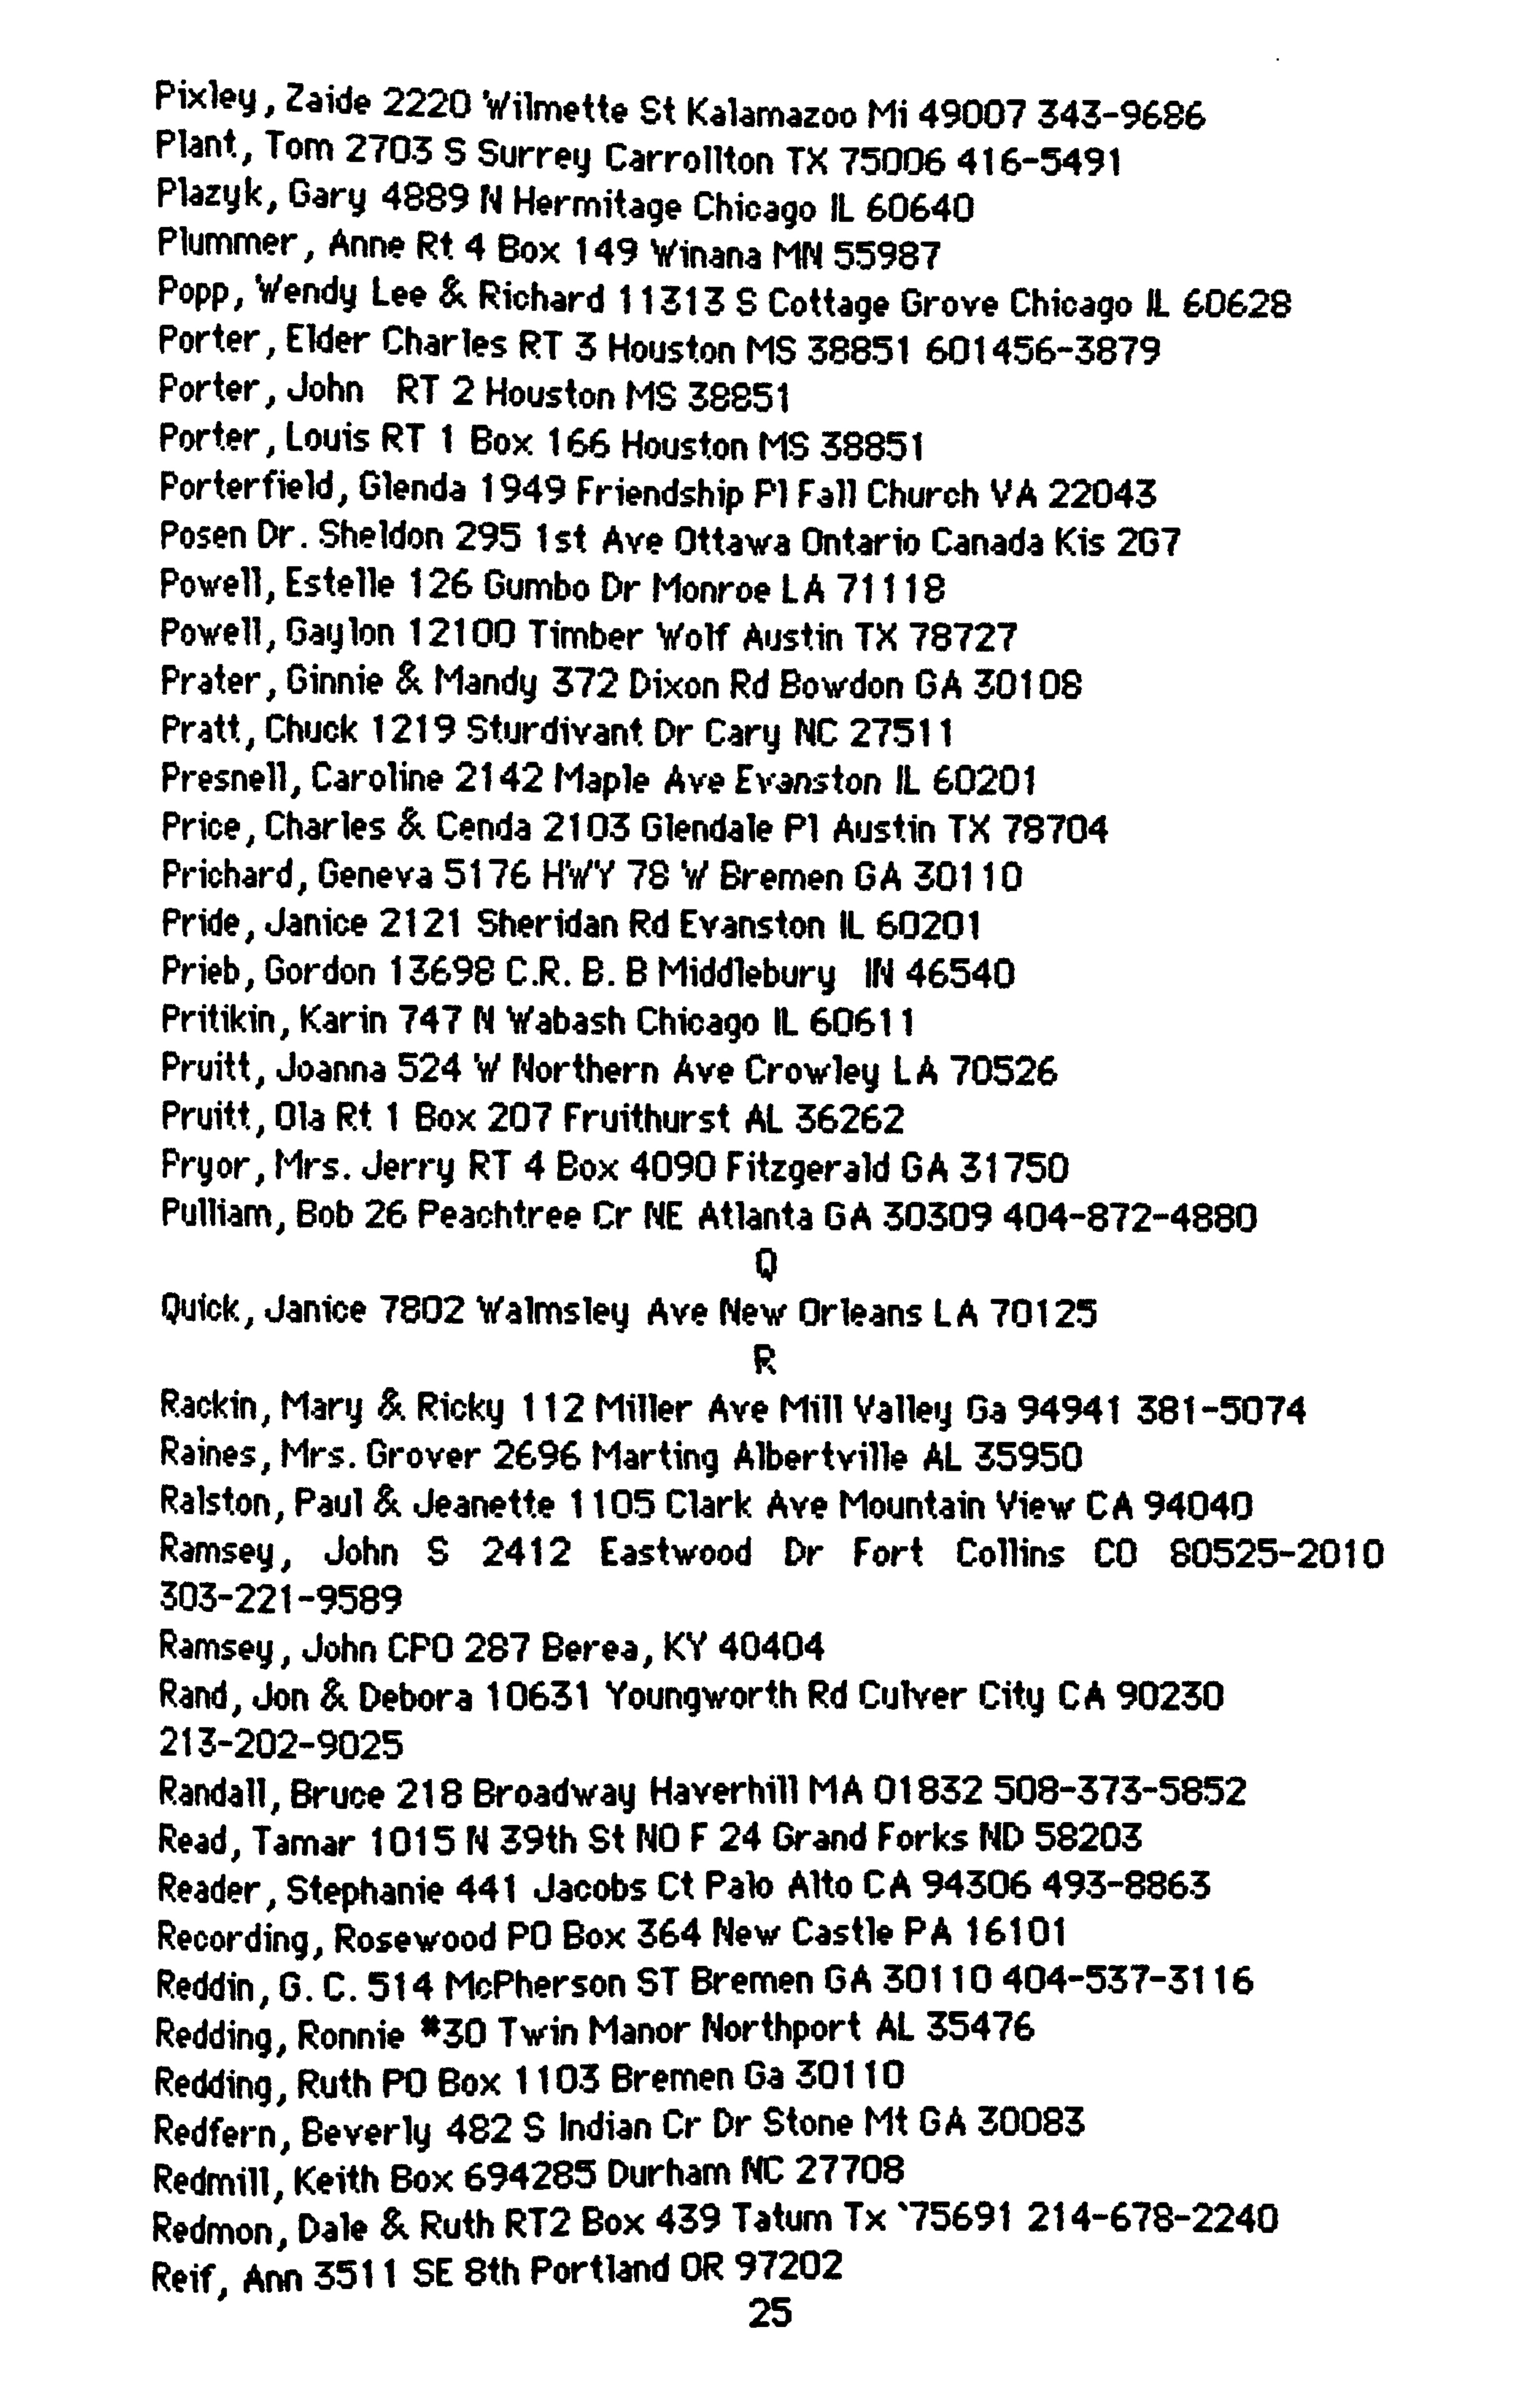 Pixley, Zaide 2220 Wilmette St Kalamazoo Mi 49007 343-9686
Plant, Tom 2703 S Surrey Carrollton TX 75006 416-5491
Plazyk, Gary 4889 N Hermitage Chicago IL 60640
Plummer, Anne Rt 4 Box 149 Winana MN 55987
Popp, Wendy Lee & Richard 11313 S Cottage Grove Chicago IL 60628
Porter, Elder Charles RT 3 Houston MS 38851 601456-3879
Porter, John RT 2 Houston MS 38851
Porter, Louis RT 1 Box 166 Houston MS 38851
Porterfield, Glenda 1949 Friendship Pl Fall Church VA 22043
Posen Dr. Sheldon 295 1st Ave Ottawa Ontario Canada Kis 2G7
Powell, Estelle 126 Gumbo Dr Monroe LA 71118
Powell, Gaylon 12100 Timber Wolf Austin TX 78727
Prater, Ginnie & Mandy 372 Dixon Rd Bowdon GA 30108
Pratt, Chuck 1219 Sturdivant Dr Cary NC 27511
Presnell, Caroline 2142 Maple Ave Evanston IL 60201
Price, Charles & Cenda 2103 Glendale Pl Austin TX 78704
Prichard, Geneva 5176 HWY 78 W Bremen GA 30110
Pride, Janice 2121 Sheridan Rd Evanston IL 60201
Prieb, Gordon 13698 C.R. B. B Middlebury IN 46540
Pritikin, Karin 747 N Wabash Chicago IL 60611
Pruitt, Joanna 524 W Northern Ave Crowley LA 70526
Pruitt, Ola Rt 1 Box 207 Fruithurst AL 36262
Pryor, Mrs. Jerry RT 4 Box 4090 Fitzgerald GA 31750
Pulliam, Bob 26 Peachtree Cr NE Atlanta GA 30309 404-872-4880
Q
Quick, Janice 7802 Walmsley Ave New Orleans LA 70125
R
Rackin, Mary & Ricky 112 Miller Ave Mill Valley Ga 94941 381-5074
Raines, Mrs. Grover 2696 Marting Albertville AL 35950
Ralston, Paul & Jeanette 1105 Clark Ave Mountain View CA 94040
Ramsey, John S 2412 Eastwood Dr Fort Collins CO 80525-2010
303-221-9589
Ramsey, John CPO 287 Berea, KY 40404
Rand, Jon & Debora 10631 Youngworth Rd Culver City CA 90230
213-202-9025
Randall, Bruce 218 Broadway Haverhill MA 01832 508-373-5852
Read, Tamar 1015 N 39th St NO F 24 Grand Forks ND 58203
Reader, Stephanie 441 Jacobs Ct Palo Alto CA 94306 493-8863
Recording, Rosewood PO Box 364 New Castle PA 16101
Reddin, G. C. 514 McPherson ST Bremen GA 30110 404-537-3116
Redding, Ronnie #30 Twin Manor Northport AL 35476
Redding, Ruth PO Box 1103 Bremen Ga 30110
Redfern, Beverly 482 S Indian Cr Dr Stone Mt GA 30083
Redmill, Keith Box 694285 Durham NC 27708
Redmon, Dale & Ruth RT2 Box 439 Tatum Tx `75691 214-678-2240
Reif, Ann 3511 SE 8th Portland OR 97202
25